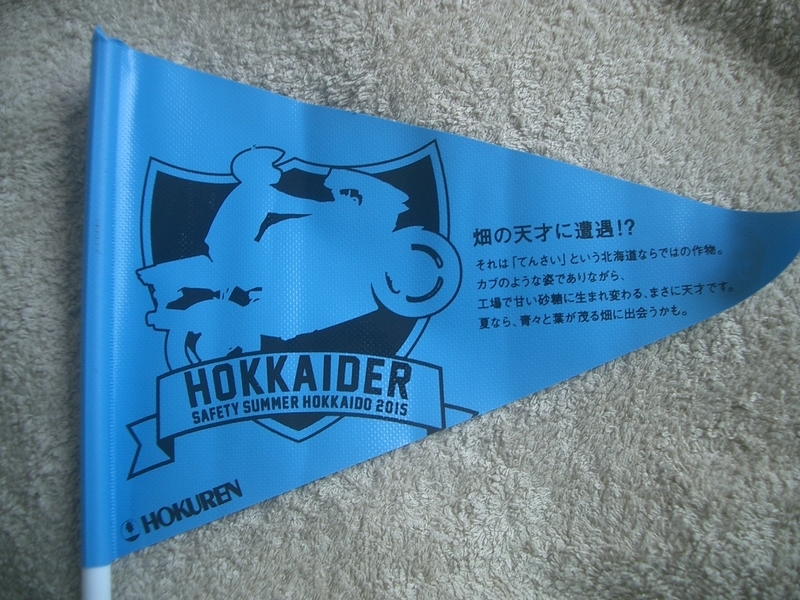 畑の天才に遭遇!?
それは「てんさい」という北海道ならではの作物。
カブのような姿でありながら、
工場で甘い砂糖に生まれ変わる、まさに天才です。
夏なら、青々と葉が茂る畑に出会うかも。
HOKKAIDER
SAFETY SUMMER HOKKAIDO 2015
HOKUREN